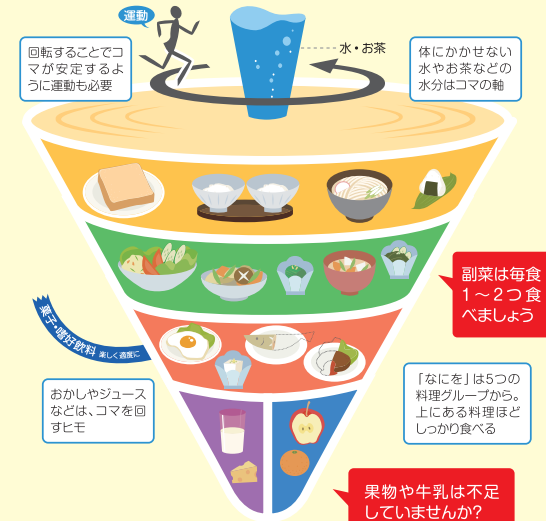 運動
水・お茶
回転することでコ
マが安定するよ
うに運動も必要
体にかかせない
水やお茶などの
水分はコマの軸
副菜は毎食
1〜2つ食
べましょう
菓子・嗜好飲料 楽しく適度に
おかしやジュース
などは、コマを回
すヒモ
「なにを」は5つの
料理グループから。
上にある料理ほど
しっかり食べる
果物や牛乳は不足
していませんか?